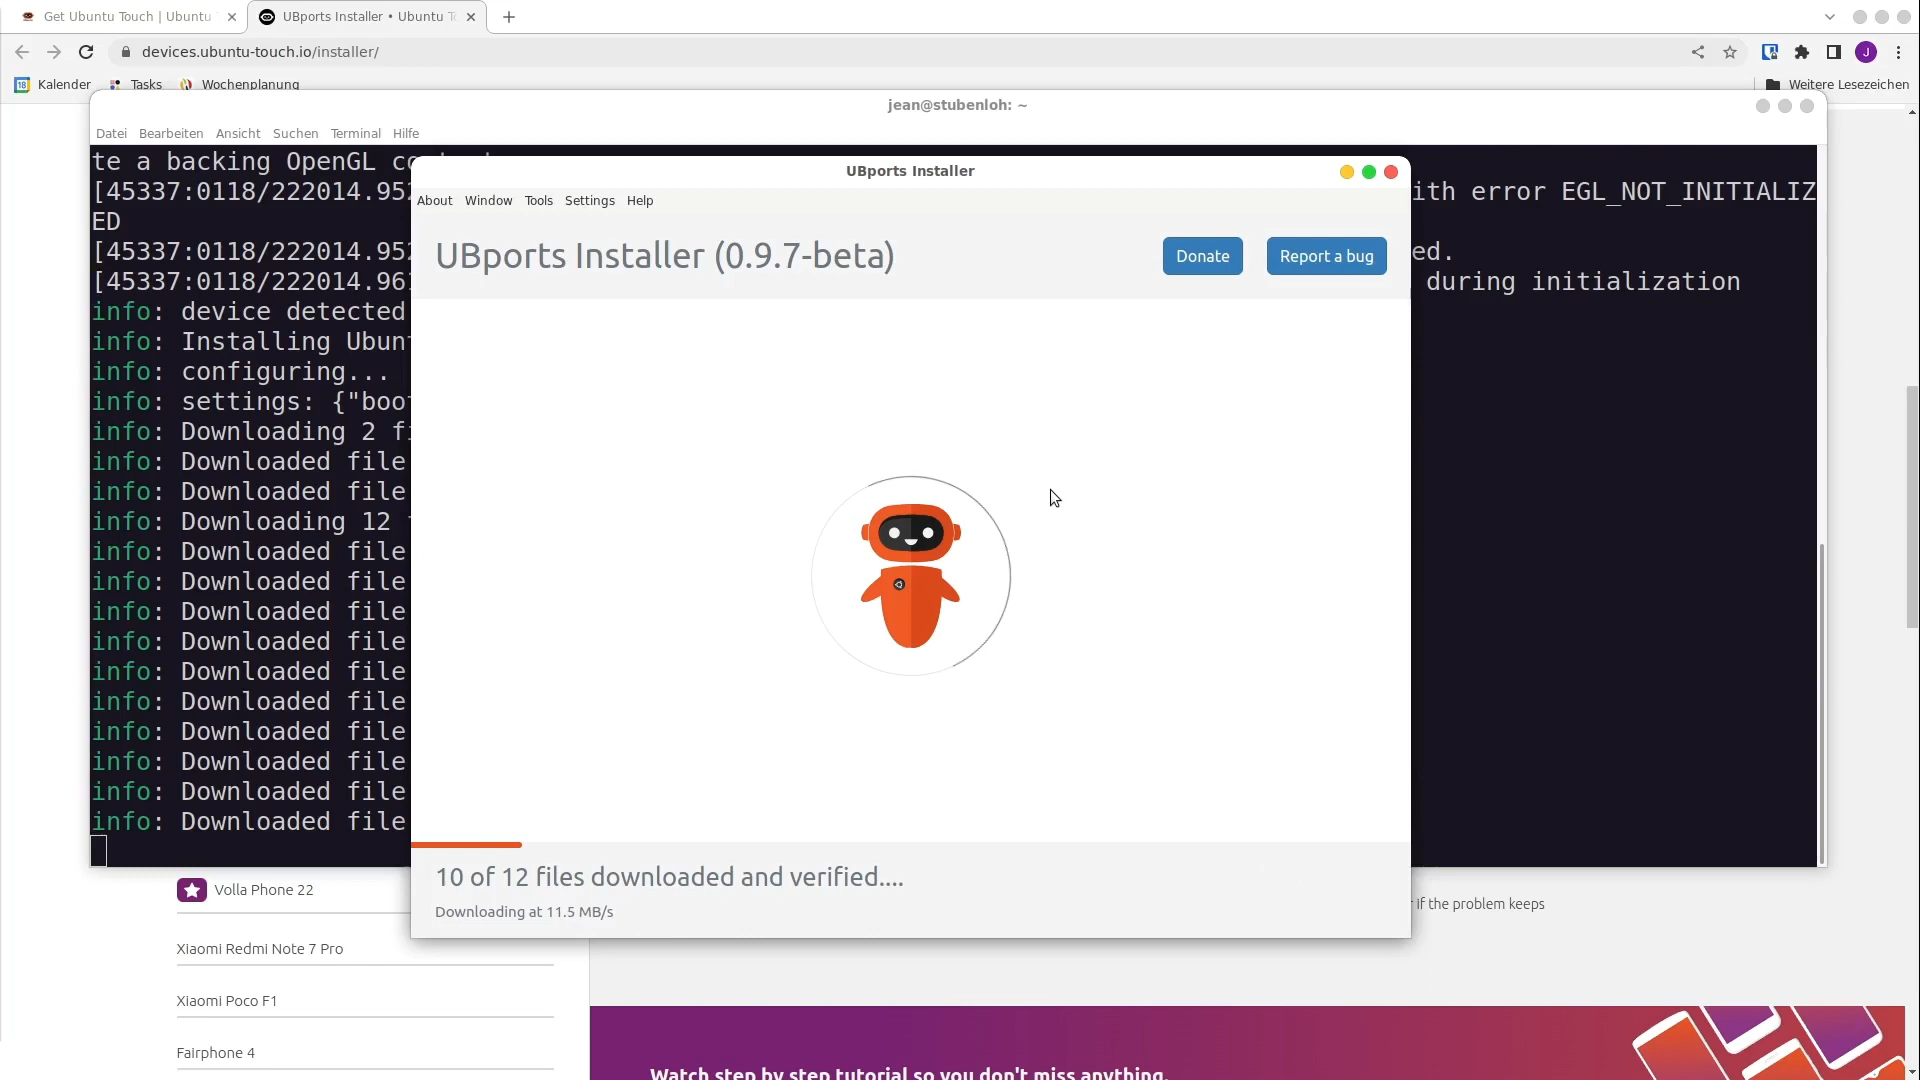 Get Ubuntu Touch | Ubuntu
UBports Installer • Ubuntu
devices.ubuntu-touch.io/installer/
J
18 Kalender
Tasks
Wochenplanung
Weitere Lesezeichen
jean@stubenloh: ~
Datei Bearbeiten Ansicht Suchen Terminal Hilfe
te a backing OpenGL
[45337:0118/222014.95 ith error EGL_NOT_INITIALIZ
ED
[45337:0118/222014.95 ed.
[45337:0118/222014.96 during initialization
info: device detected
info: Installing
info: configuring...
info: settings:
info: Downloading 2
info: Downloaded file
info: Downloaded file
info: Downloading 12
info: Downloaded file
info: Downloaded file
info: Downloaded file
info: Downloaded file
info: Downloaded file
info: Downloaded file
info: Downloaded file
info: Downloaded file
info: Downloaded file
info: Downloaded file
UBports Installer
About Window Tools Settings Help
UBports Installer (0.9.7-beta)
Donate
Report a bug
10 of 12 files downloaded and verified....
Downloading at 11.5 MB/s
Volla Phone 22
if the problem keeps
Xiaomi Redmi Note 7 Pro
Xiaomi Poco F1
Fairphone 4
Watch step by step tutorial so you don't miss anything.